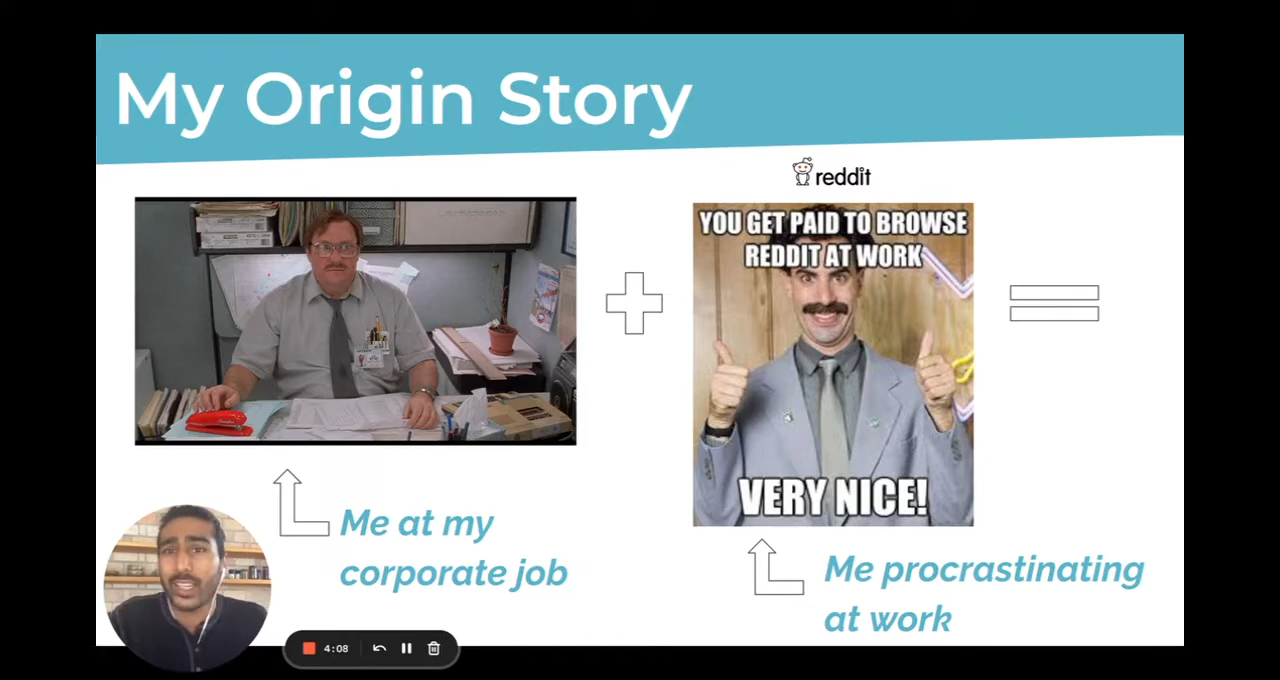 My Origin Story
reddit
YOU GET PAID TO BROWSE
REDDIT AT WORK
VERY NICE!
Me at my
corporate job
Me procrastinating
at work
4:08